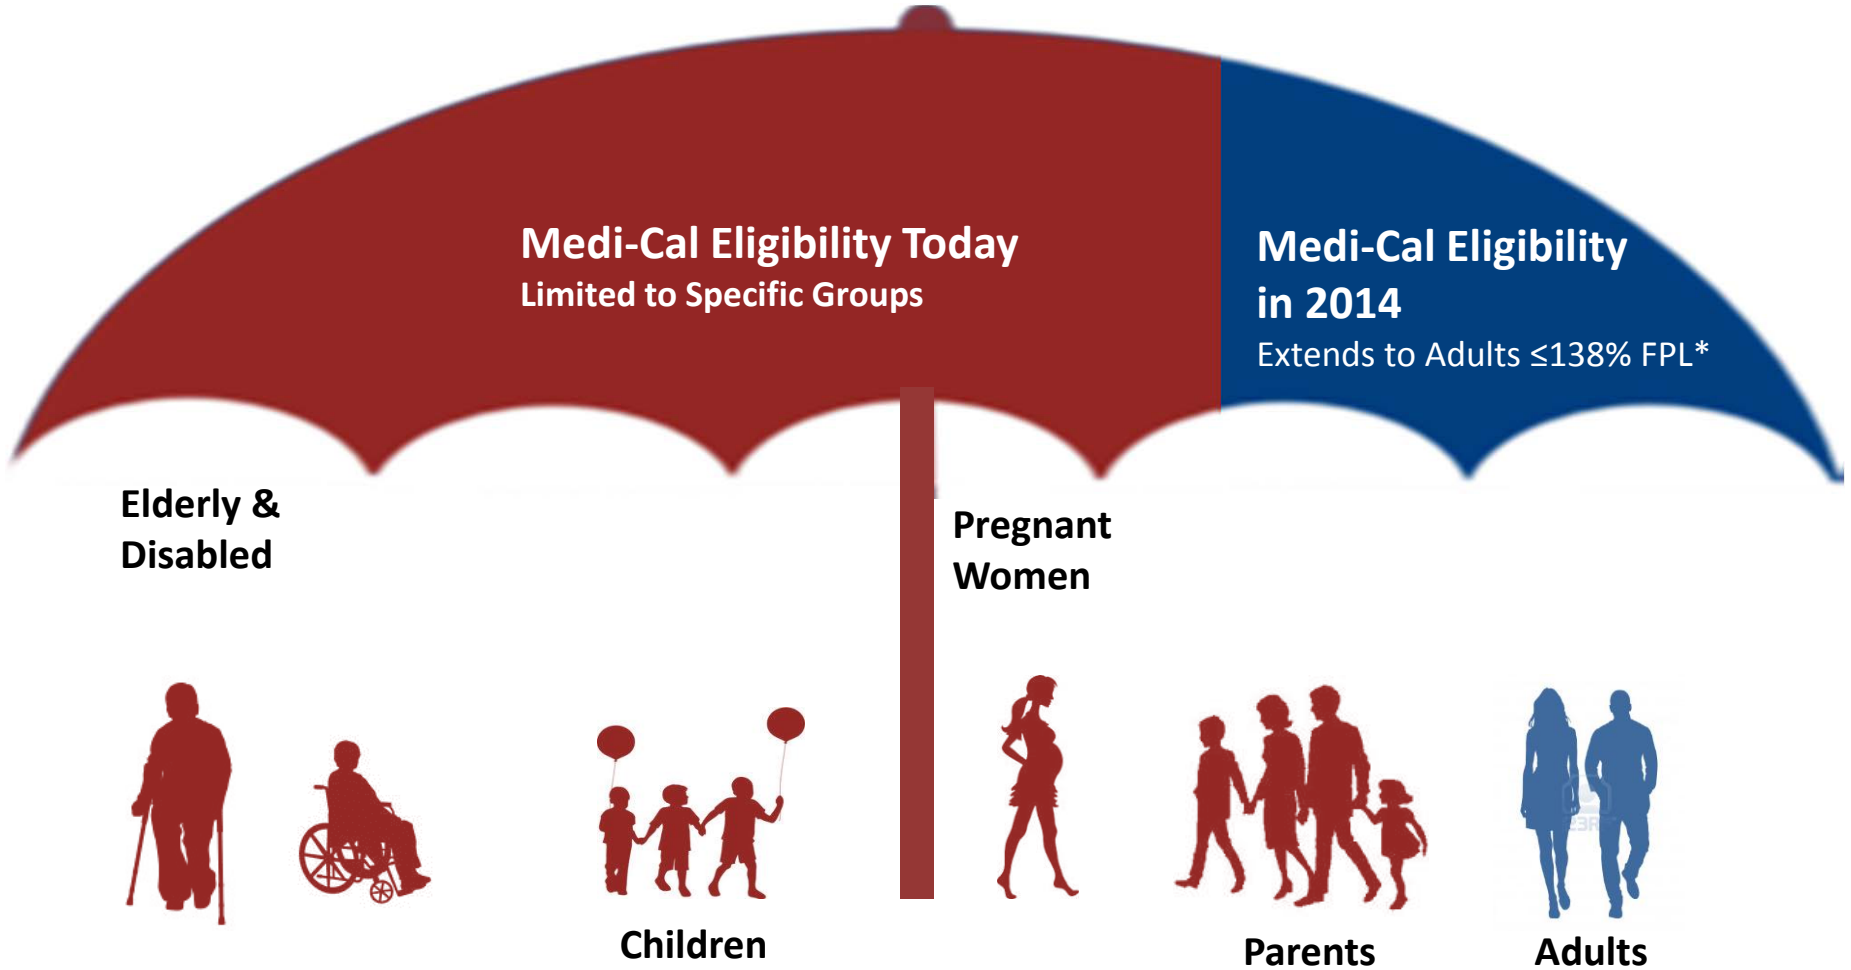 Medi-Cal Eligibility Today
Limited to Specific Groups
Medi-Cal Eligibility
in 2014
Extends to Adults ≤138% FPL*
Elderly &
Disabled
Pregnant
Women
Children
Parents
Adults